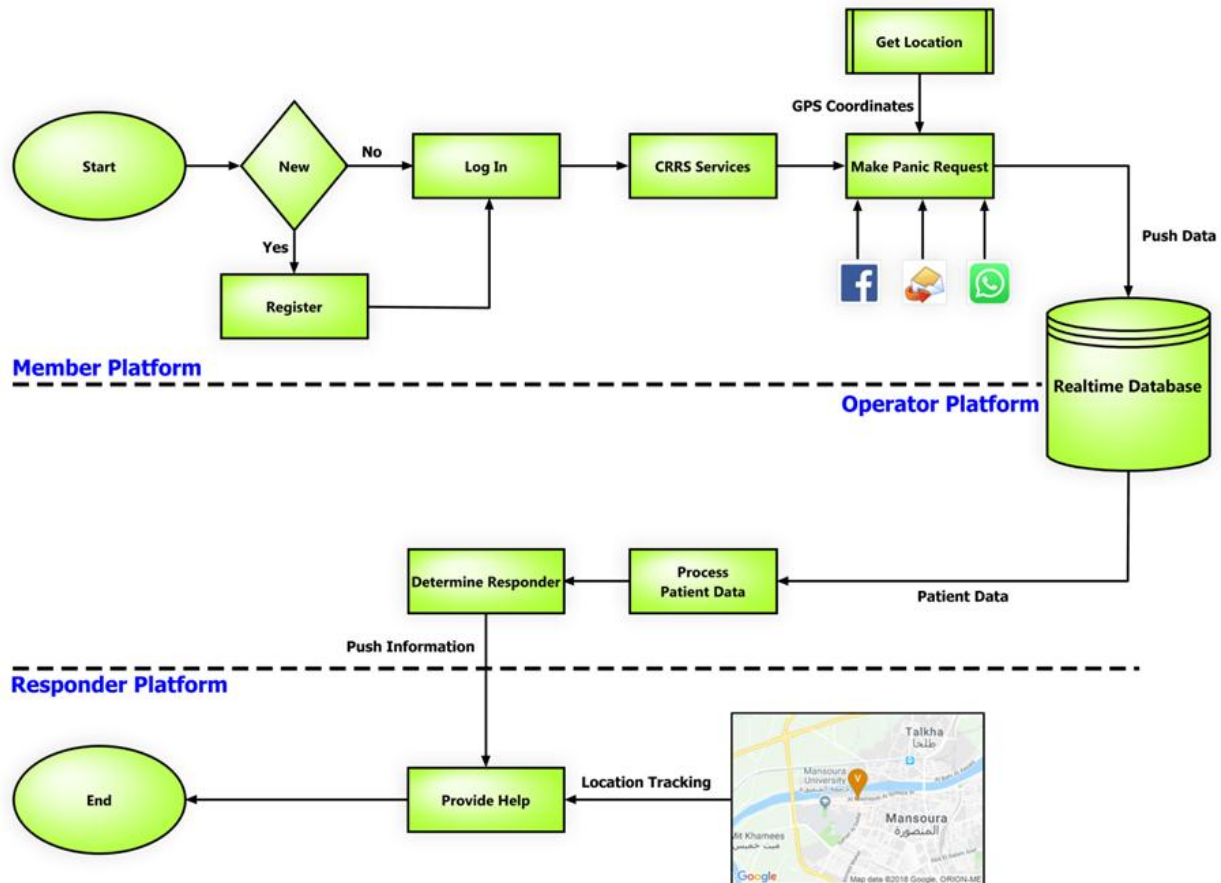 Get Location
GPS Coordinates
Start
New
No
Log In
CRRS Services
Make Panic Request
Yes
Register
Push Data
Member Platform
Operator Platform
Realtime Database
Determine Responder
Process
Patient Data
Patient Data
Push Information
Responder Platform
End
Provide Help
Location Tracking
Talkha
طلخا
Mansoura
University
V
Mansoura
المنصورة
Mit Khamees
ميت خميس
Google
Map data ©2018 Google, ORION-ME